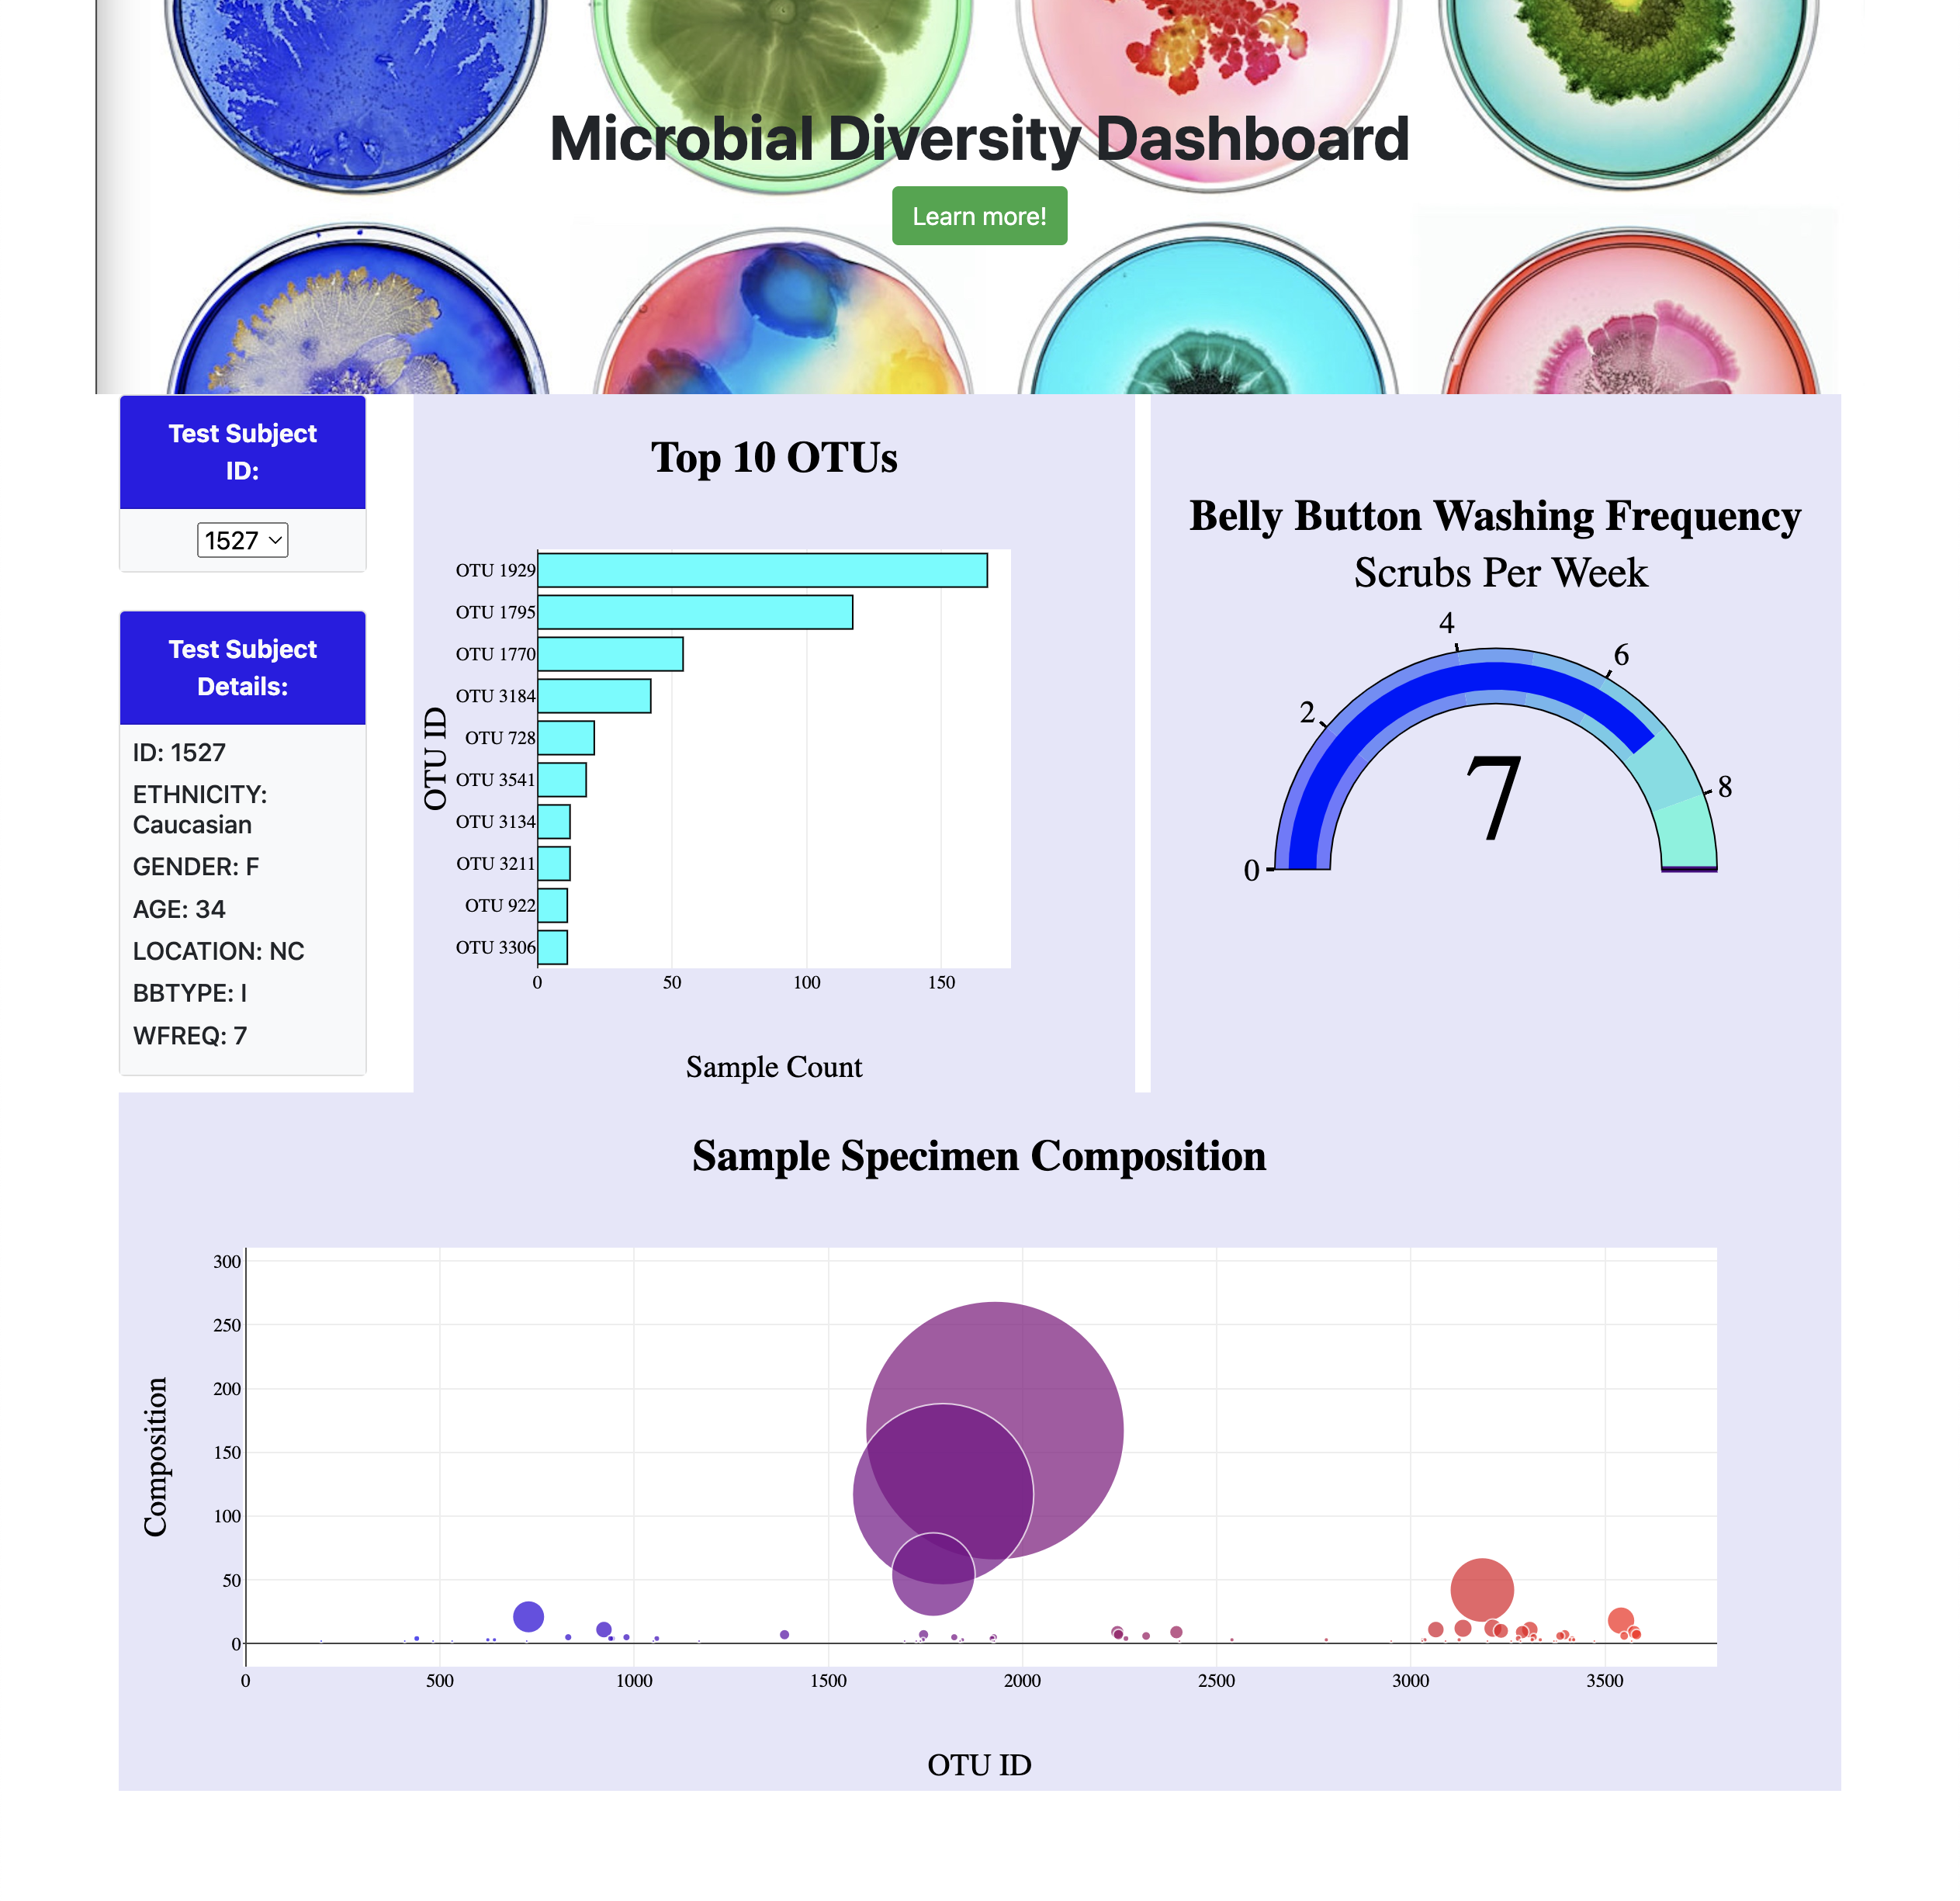 Microbial Diversity Dashboard
Learn more!
Test Subject
ID:
1527
Test Subject
Details:
ID: 1527
ETHNICITY:
Caucasian
GENDER: F
AGE: 34
LOCATION: NC
BBTYPE: I
WFREQ: 7
Top 10 OTUs
OTU ID
OTU 1929
OTU 1795
OTU 1770
OTU 3184
OTU 728
OTU 3541
OTU 3134
OTU 3211
OTU 922
OTU 3306
0 50 100 150
Sample Count
Belly Button Washing Frequency
Scrubs Per Week
0
2
4
6
8
7
Sample Specimen Composition
Composition
300
250
200
150
100
50
0
0 500 1000 1500 2000 2500 3000 3500
OTU ID